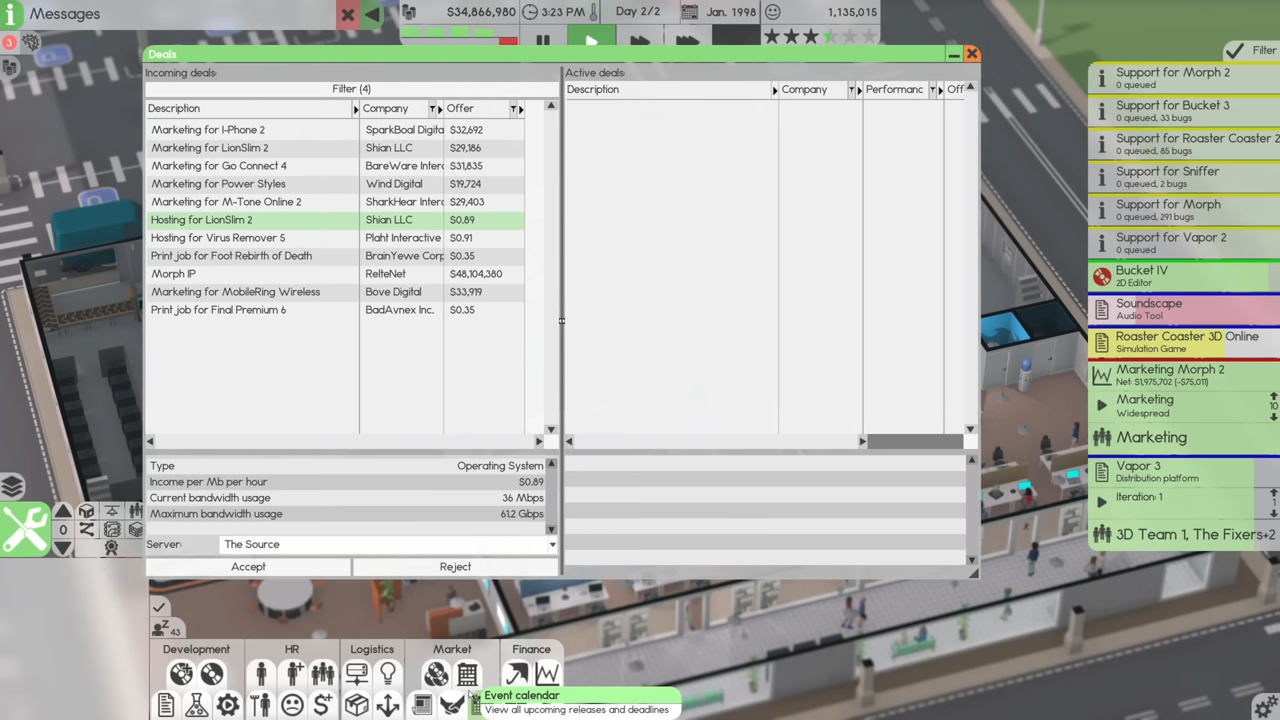 Messages
$34,866,980
3:23 PM
Day 2/2
Jan. 1998
1,135,015
3
Deals
Incoming deals:
Filter (4)
Description Company Offer
Marketing for I-Phone 2 SparkBoal Digita $32,692
Marketing for LionSlim 2 Shian LLC $29,186
Marketing for Go Connect 4 BareWare Interc $31,835
Marketing for Power Styles Wind Digital $19,724
Marketing for M-Tone Online 2 SharkHear Interc $29,403
Hosting for LionSlim 2 Shian LLC $0.89
Hosting for Virus Remover 5 Plaht Interactive $0.91
Print job for Foot Rebirth of Death BrainYewe Corp $0.35
Morph IP RelteNet $48,104,380
Marketing for MobileRing Wireless Bove Digital $33,919
Print job for Final Premium 6 BadAvnex Inc. $0.35
Type Operating System
Income per Mb per hour $0.89
Current bandwidth usage 36 Mbps
Maximum bandwidth usage 61.2 Gbps
Server: The Source
Accept Reject
Active deals:
Description Company Performanc Off
Filter
Support for Morph 2
0 queued
Support for Bucket 3
0 queued, 33 bugs
Support for Roaster Coaster 2
0 queued, 85 bugs
Support for Sniffer
0 queued, 2 bugs
Support for Morph
0 queued, 291 bugs
Support for Vapor 2
0 queued
Bucket IV
2D Editor
Soundscape
Audio Tool
Roaster Coaster 3D Online
Simulation Game
Marketing Morph 2
Net: $1,975,702 (-$75,011)
Marketing
Widespread
10
Marketing
Vapor 3
Distribution platform
Iteration: 1
1
3D Team 1, The Fixers+2
0
43
Development HR Logistics Market Finance
Event calendar
View all upcoming releases and deadlines